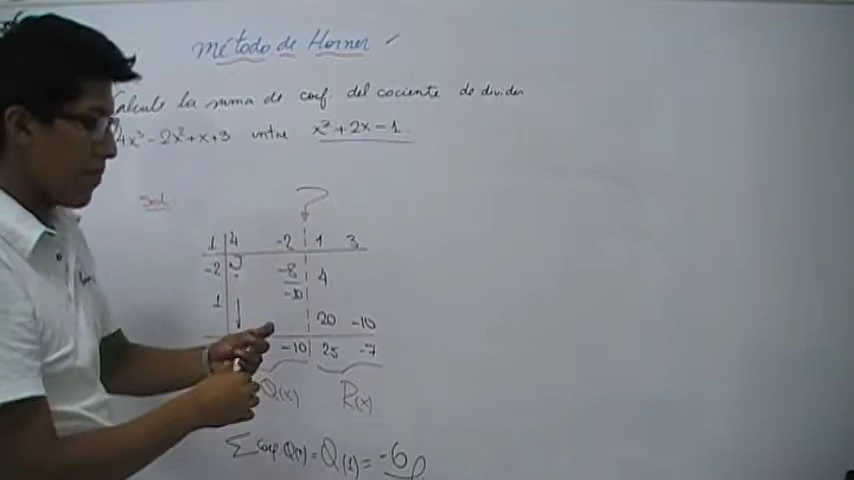 Método de Horner
Calcule la suma de coef. del cociente de dividir
4x³ - 2x² + x + 3 entre x² + 2x - 1.
Sol:
1 4 -2 1 3
-2 -8 4
-10
1 20 -10
-10 25 -7
Q(x) R(x)
Σ coef. Q(x) = Q(1) = -6